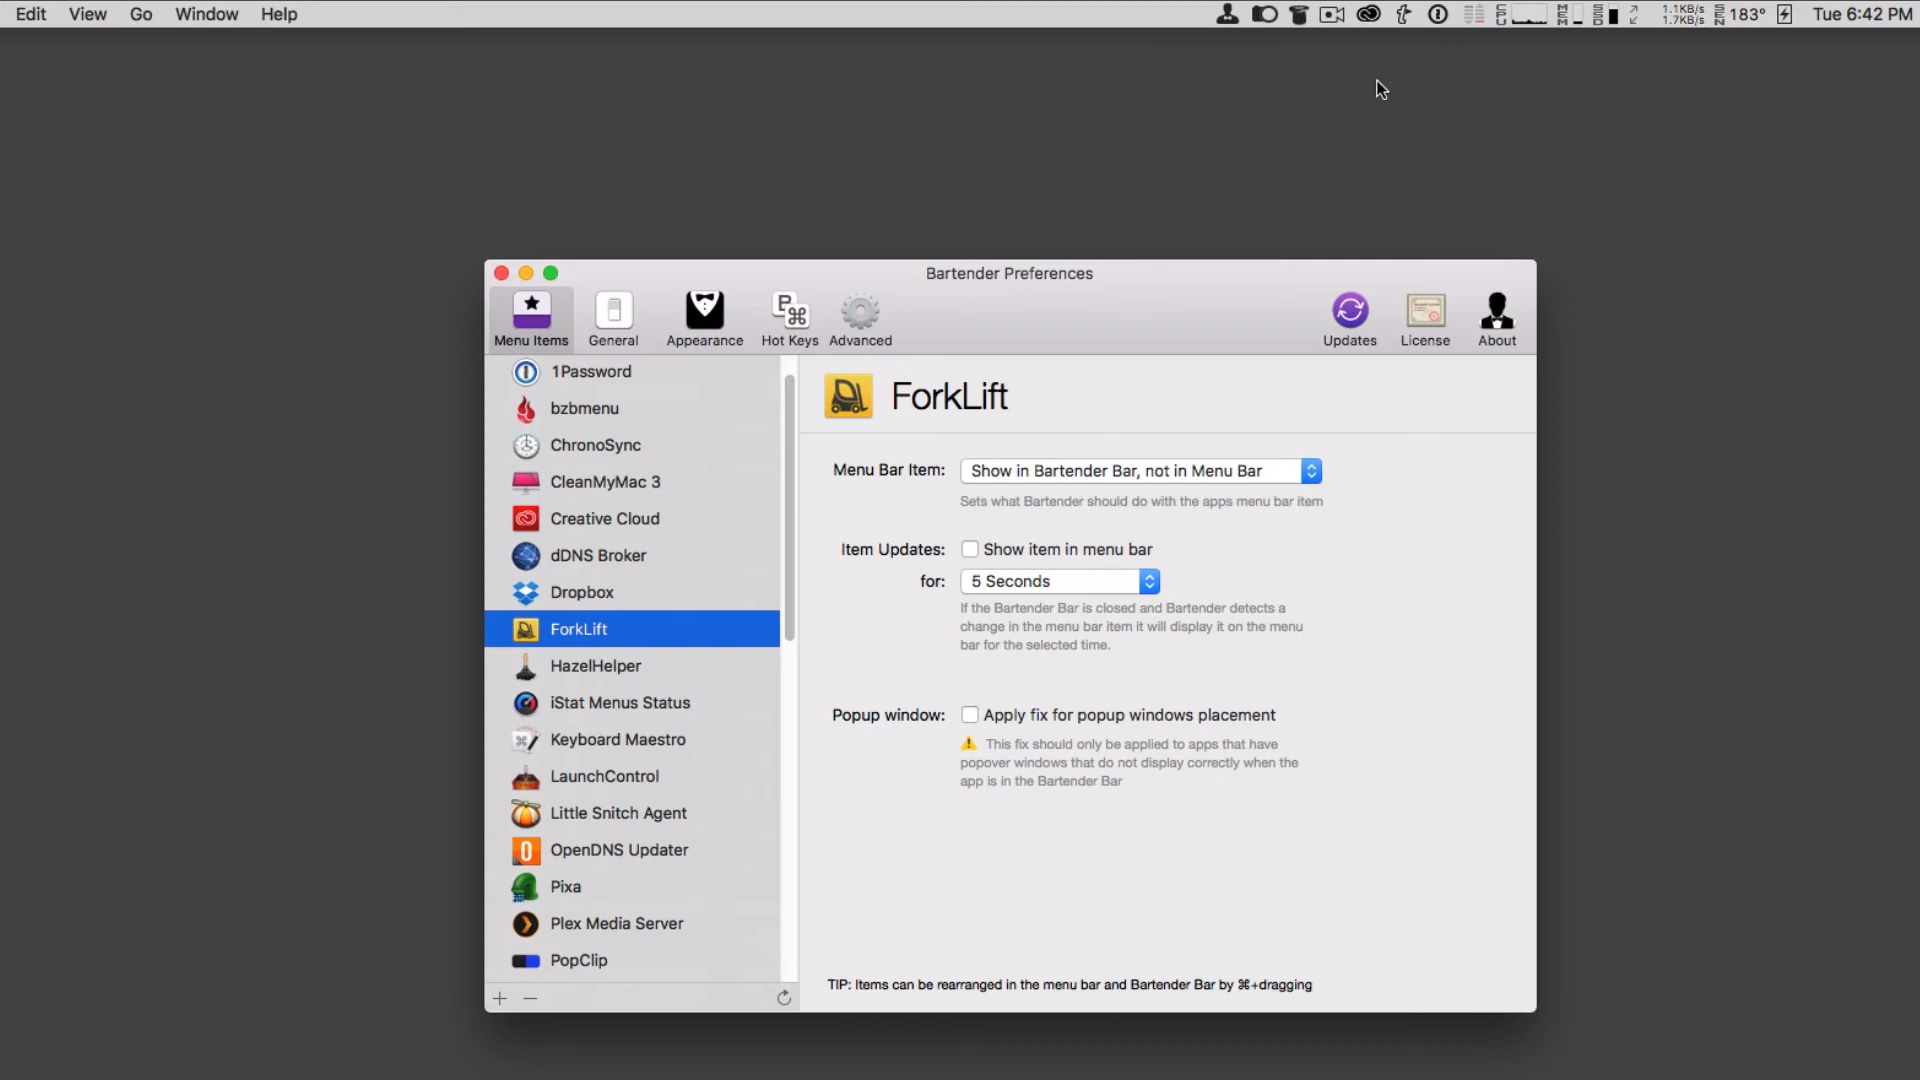 Edit View Go Window Help
CPU MEM SSD 1.1KB/s 1.7KB/s SEN 183° Tue 6:42 PM
Bartender Preferences
Menu Items General Appearance Hot Keys Advanced Updates License About
1Password
bzbmenu
ChronoSync
CleanMyMac 3
Creative Cloud
dDNS Broker
Dropbox
ForkLift
HazelHelper
iStat Menus Status
Keyboard Maestro
LaunchControl
Little Snitch Agent
OpenDNS Updater
Pixa
Plex Media Server
PopClip
ForkLift
Menu Bar Item: Show in Bartender Bar, not in Menu Bar
Sets what Bartender should do with the apps menu bar item
Item Updates: Show item in menu bar
for: 5 Seconds
If the Bartender Bar is closed and Bartender detects a
change in the menu bar item it will display it on the menu
bar for the selected time.
Popup window: Apply fix for popup windows placement
This fix should only be applied to apps that have
popover windows that do not display correctly when the
app is in the Bartender Bar
TIP: Items can be rearranged in the menu bar and Bartender Bar by ⌘+dragging